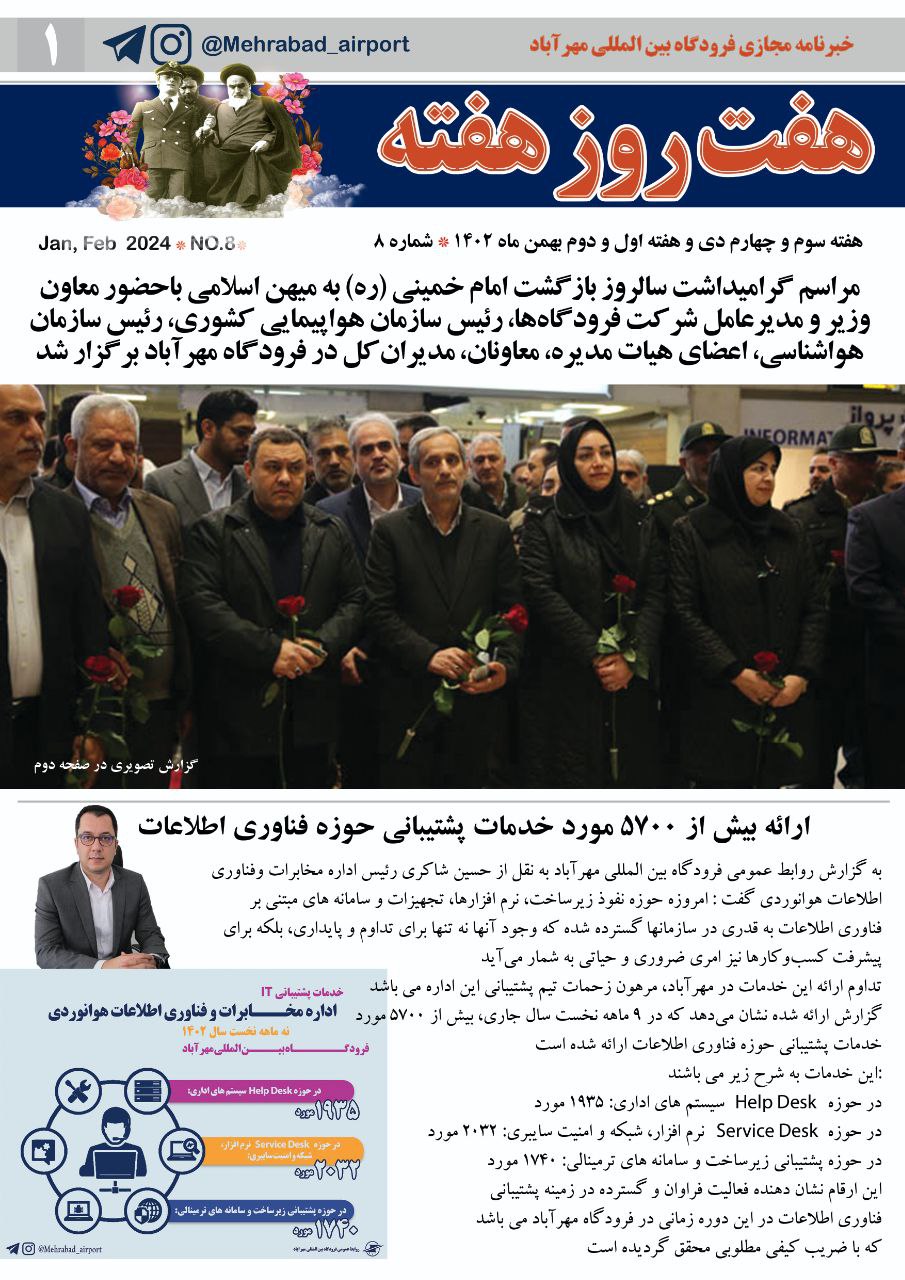 خبرنامه مجازی فرودگاه بین المللی مهرآباد
@Mehrabad_airport
۱
هفت روز هفته
هفته سوم و چهارم دی و هفته اول و دوم بهمن ماه ۱۴۰۲ * شماره ۸
Jan, Feb 2024 * NO.8*
مراسم گرامیداشت سالروز بازگشت امام خمینی (ره) به میهن اسلامی باحضور معاون
وزیر و مدیرعامل شرکت فرودگاه‌ها، رئیس سازمان هواپیمایی کشوری، رئیس سازمان
هواشناسی، اعضای هیات مدیره، معاونان، مدیران کل در فرودگاه مهرآباد برگزار شد
پرواز
INFORMAT
گزارش تصویری در صفحه دوم
ارائه بیش از ۵۷۰۰ مورد خدمات پشتیبانی حوزه فناوری اطلاعات
به گزارش روابط عمومی فرودگاه بین المللی مهرآباد به نقل از حسین شاکری رئیس اداره مخابرات وفناوری
اطلاعات هوانوردی گفت : امروزه حوزه نفوذ زیرساخت، نرم افزارها، تجهیزات و سامانه های مبتنی بر
فناوری اطلاعات به قدری در سازمانها گسترده شده که وجود آنها نه تنها برای تداوم و پایداری، بلکه برای
پیشرفت کسب‌وکارها نیز امری ضروری و حیاتی به شمار می‌آید
تداوم ارائه این خدمات در مهرآباد، مرهون زحمات تیم پشتیبانی این اداره می باشد
گزارش ارائه شده نشان می‌دهد که در ۹ ماهه نخست سال جاری، بیش از ۵۷۰۰ مورد
خدمات پشتیبانی حوزه فناوری اطلاعات ارائه شده است
:این خدمات به شرح زیر می باشند
در حوزه Help Desk سیستم های اداری: ۱۹۳۵ مورد
در حوزه Service Desk نرم افزار، شبکه و امنیت سایبری: ۲۰۳۲ مورد
در حوزه پشتیبانی زیرساخت و سامانه های ترمینالی: ۱۷۴۰ مورد
این ارقام نشان دهنده فعالیت فراوان و گسترده در زمینه پشتیبانی
فناوری اطلاعات در این دوره زمانی در فرودگاه مهرآباد می باشد
که با ضریب کیفی مطلوبی محقق گردیده است
خدمات پشتیبانی IT
اداره مخـــابرات و فناوری اطلاعات هوانوردی
نه ماهه نخست سال ۱۴۰۲
فرودگــــاه بیـــن‌المللی مهرآباد
در حوزه Help Desk سیستم های اداری:
۱۹۳۵ مورد
در حوزه Service Desk نرم افزار،
شبکه و امنیت سایبری:
۲۰۳۲ مورد
در حوزه پشتیبانی زیرساخت و سامانه های ترمینالی:
۱۷۴۰ مورد
@Mehrabad_airport
روابط عمومی فرودگاه بین المللی مهرآباد